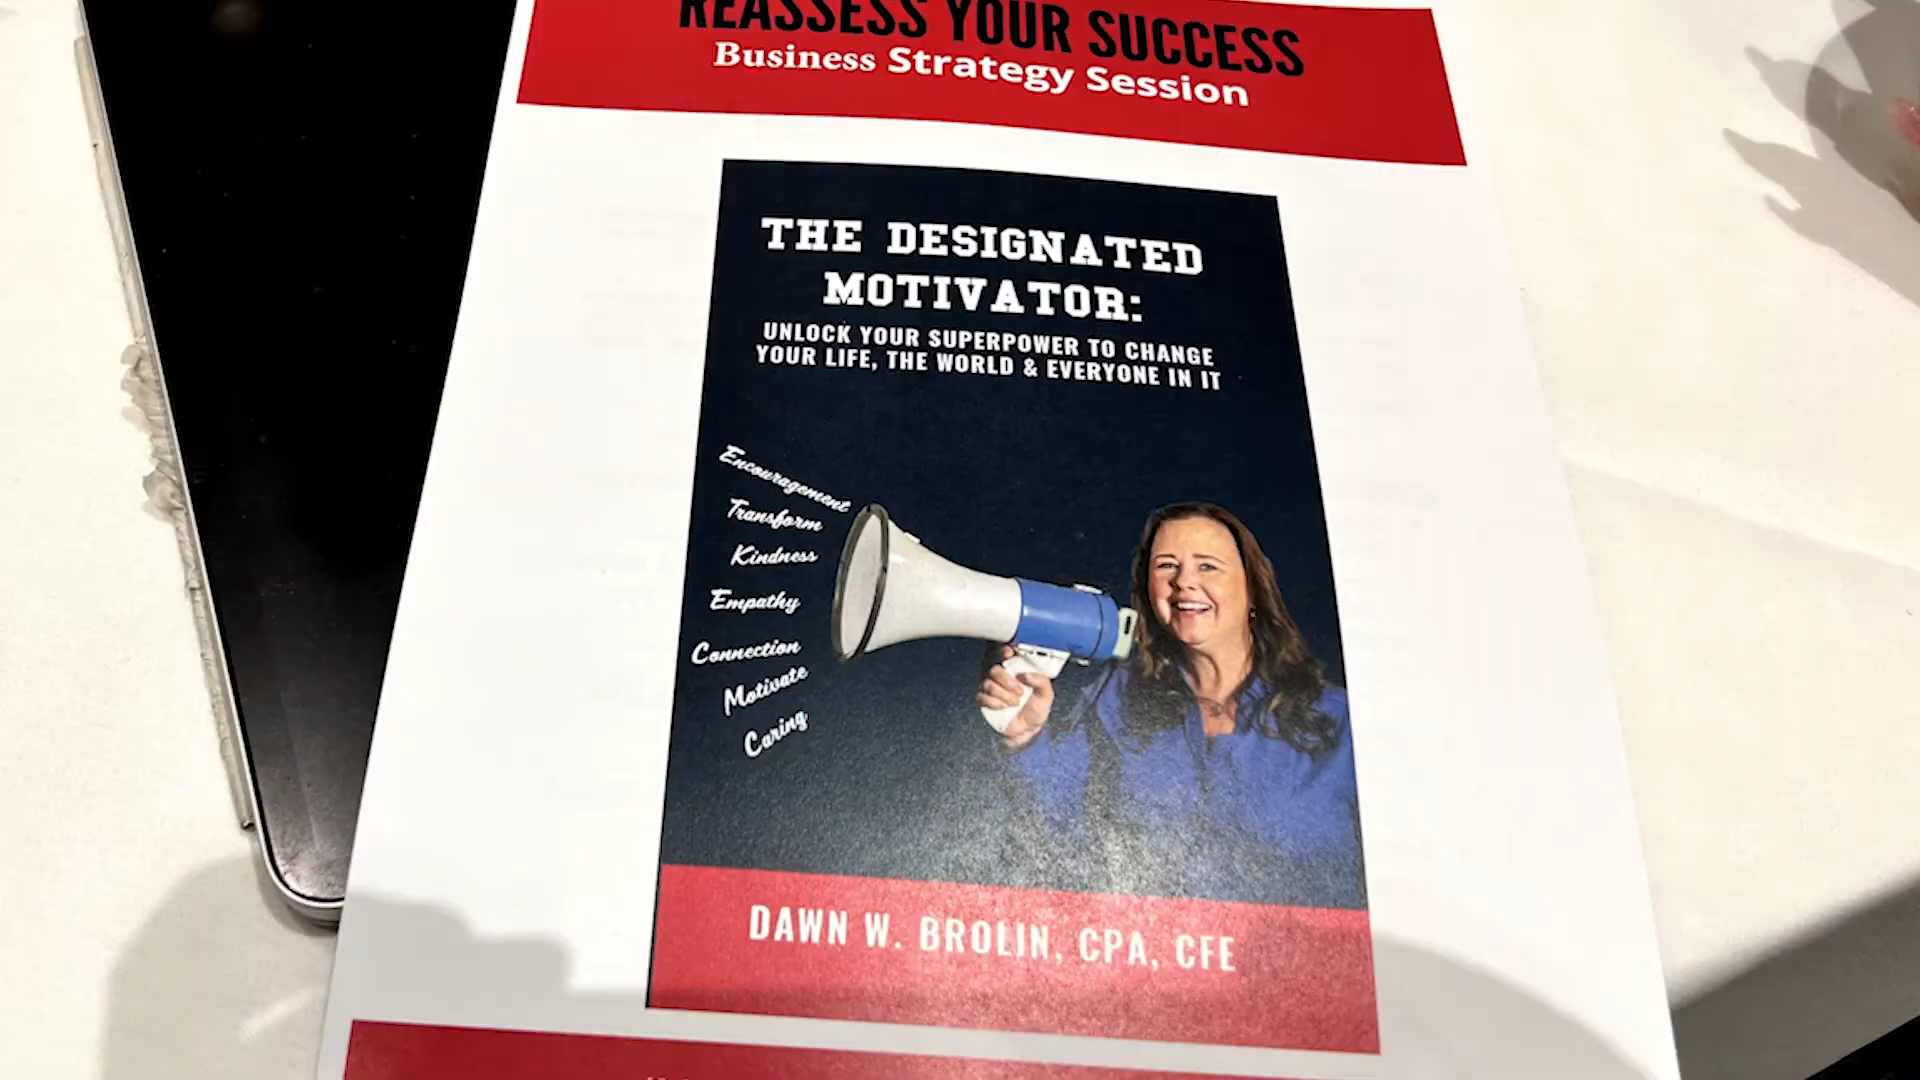 REASSESS YOUR SUCCESS
Business Strategy Session
THE DESIGNATED
MOTIVATOR:
UNLOCK YOUR SUPERPOWER TO CHANGE
YOUR LIFE, THE WORLD & EVERYONE IN IT
Encouragement
Transform
Kindness
Empathy
Connection
Motivate
Caring
DAWN W. BROLIN, CPA, CFE